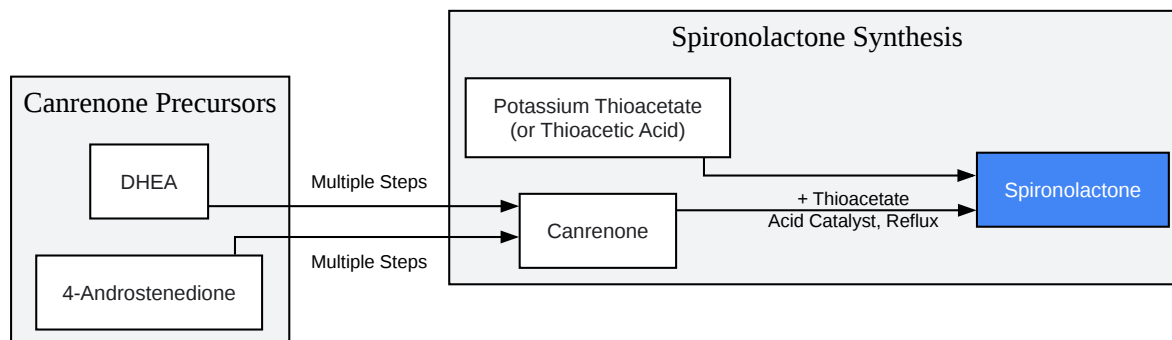 Spironolactone Synthesis
Canrenone Precursors
Potassium Thioacetate
(or Thioacetic Acid)
DHEA
Multiple Steps
Spironolactone
+ Thioacetate
Acid Catalyst, Reflux
Canrenone
Multiple Steps
4-Androstenedione